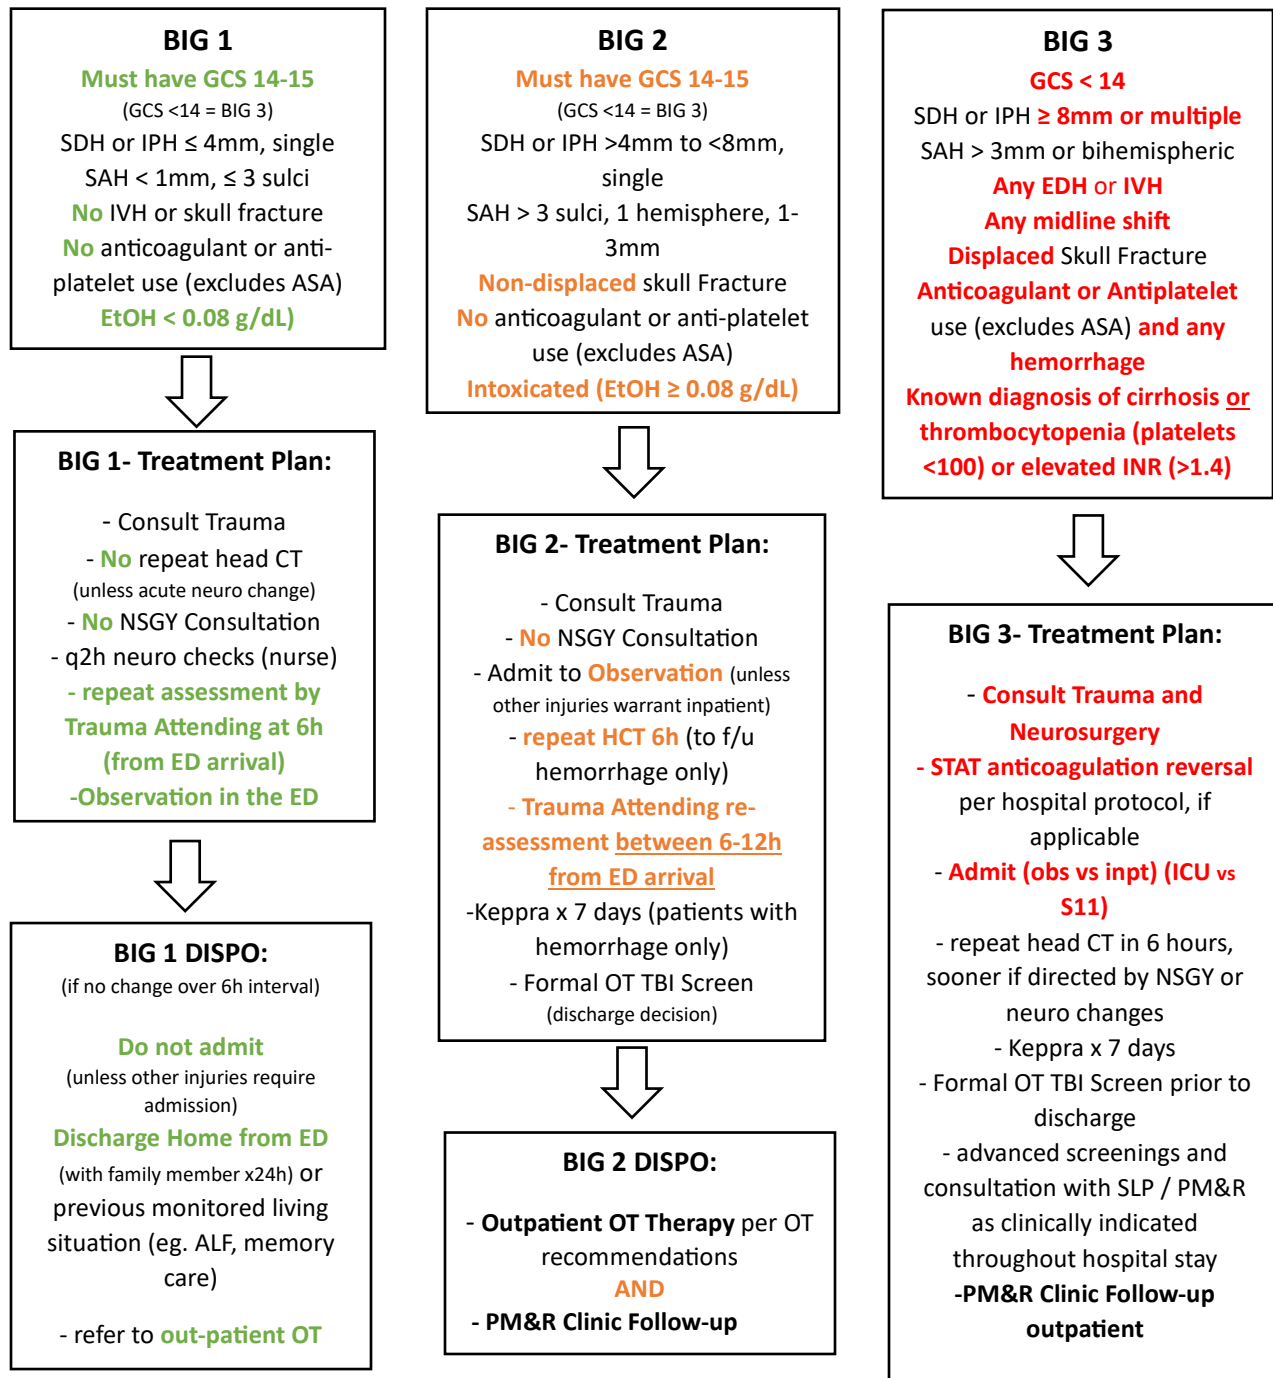 BIG 1
Must have GCS 14-15
(GCS <14 = BIG 3)
SDH or IPH ≤ 4mm, single
SAH < 1mm, ≤ 3 sulci
No IVH or skull fracture
No anticoagulant or anti-
platelet use (excludes ASA)
EtOH < 0.08 g/dL)
BIG 1- Treatment Plan:
- Consult Trauma
- No repeat head CT
(unless acute neuro change)
- No NSGY Consultation
- q2h neuro checks (nurse)
- repeat assessment by
Trauma Attending at 6h
(from ED arrival)
-Observation in the ED
BIG 1 DISPO:
(if no change over 6h interval)
Do not admit
(unless other injuries require
admission)
Discharge Home from ED
(with family member x24h) or
previous monitored living
situation (eg. ALF, memory
care)
- refer to out-patient OT
BIG 2
Must have GCS 14-15
(GCS <14 = BIG 3)
SDH or IPH >4mm to <8mm,
single
SAH > 3 sulci, 1 hemisphere, 1-
3mm
Non-displaced skull Fracture
No anticoagulant or anti-platelet
use (excludes ASA)
Intoxicated (EtOH ≥ 0.08 g/dL)
BIG 2- Treatment Plan:
- Consult Trauma
- No NSGY Consultation
- Admit to Observation (unless
other injuries warrant inpatient)
- repeat HCT 6h (to f/u
hemorrhage only)
- Trauma Attending re-
assessment between 6-12h
from ED arrival
-Keppra x 7 days (patients with
hemorrhage only)
- Formal OT TBI Screen
(discharge decision)
BIG 2 DISPO:
- Outpatient OT Therapy per OT
recommendations
AND
- PM&R Clinic Follow-up
BIG 3
GCS < 14
SDH or IPH ≥ 8mm or multiple
SAH > 3mm or bihemispheric
Any EDH or IVH
Any midline shift
Displaced Skull Fracture
Anticoagulant or Antiplatelet
use (excludes ASA) and any
hemorrhage
Known diagnosis of cirrhosis or
thrombocytopenia (platelets
<100) or elevated INR (>1.4)
BIG 3- Treatment Plan:
- Consult Trauma and
Neurosurgery
- STAT anticoagulation reversal
per hospital protocol, if
applicable
- Admit (obs vs inpt) (ICU vs
S11)
- repeat head CT in 6 hours,
sooner if directed by NSGY or
neuro changes
- Keppra x 7 days
- Formal OT TBI Screen prior to
discharge
- advanced screenings and
consultation with SLP / PM&R
as clinically indicated
throughout hospital stay
-PM&R Clinic Follow-up
outpatient